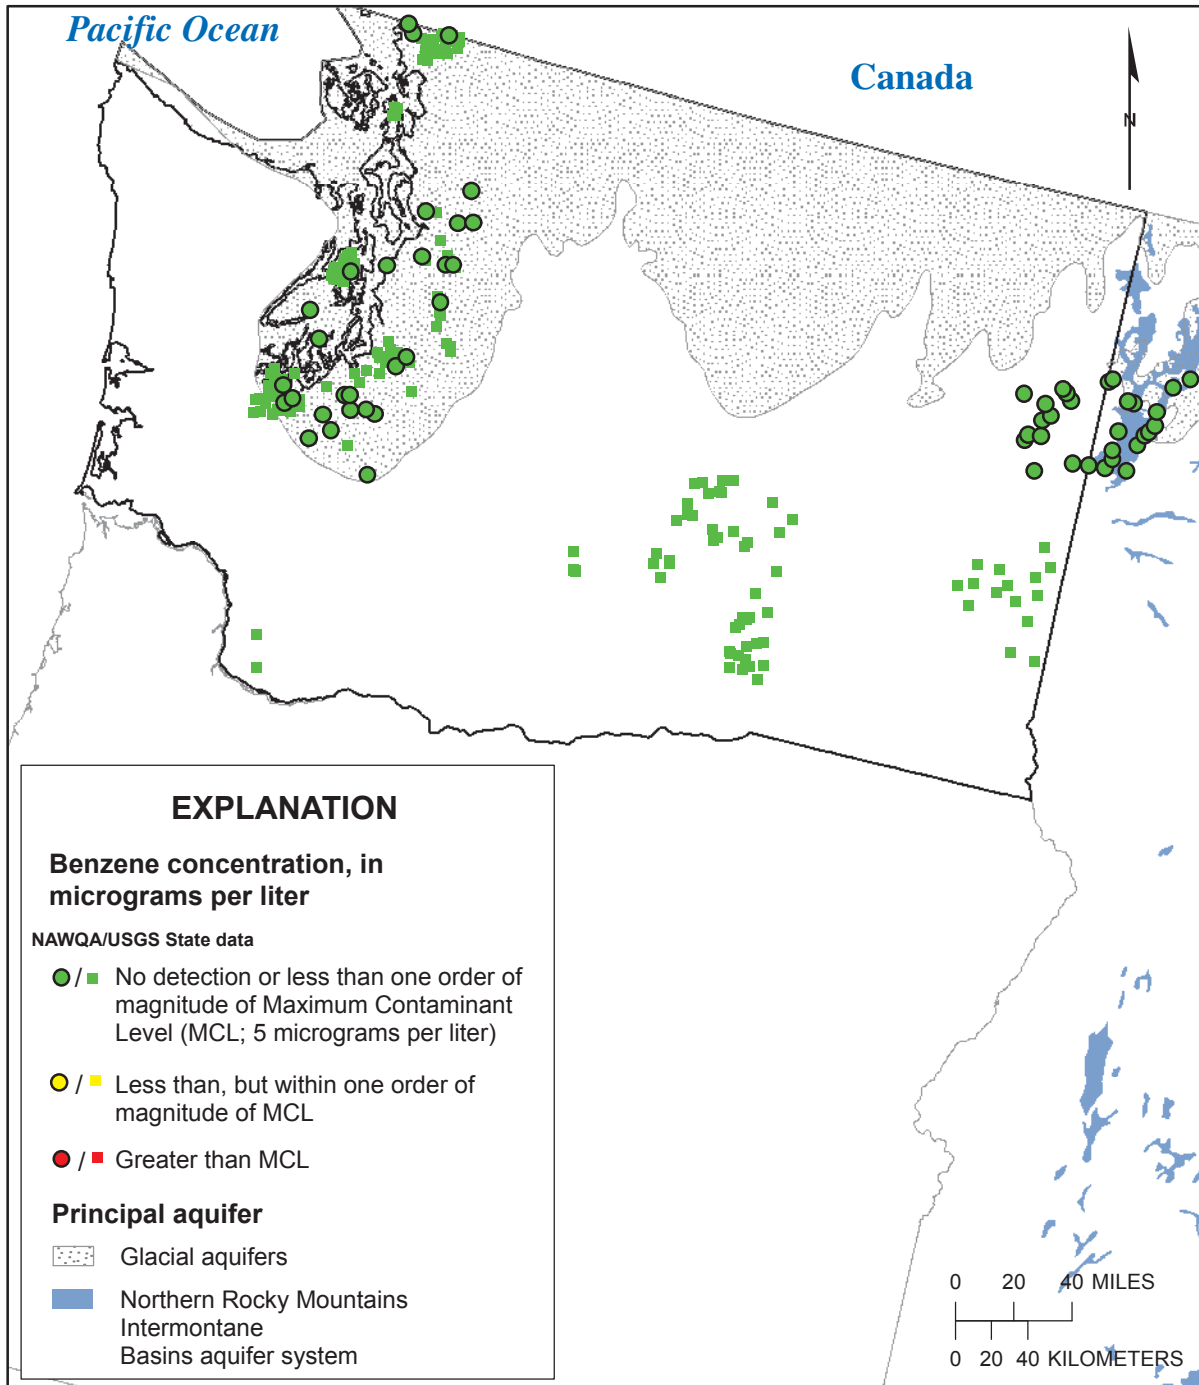 Pacific Ocean
Canada
N
EXPLANATION
Benzene concentration, in
micrograms per liter
NAWQA/USGS State data
/ No detection or less than one order of
magnitude of Maximum Contaminant
Level (MCL; 5 micrograms per liter)
/ Less than, but within one order of
magnitude of MCL
/ Greater than MCL
Principal aquifer
Glacial aquifers
Northern Rocky Mountains
Intermontane
Basins aquifer system
0 20 40 MILES
0 20 40 KILOMETERS